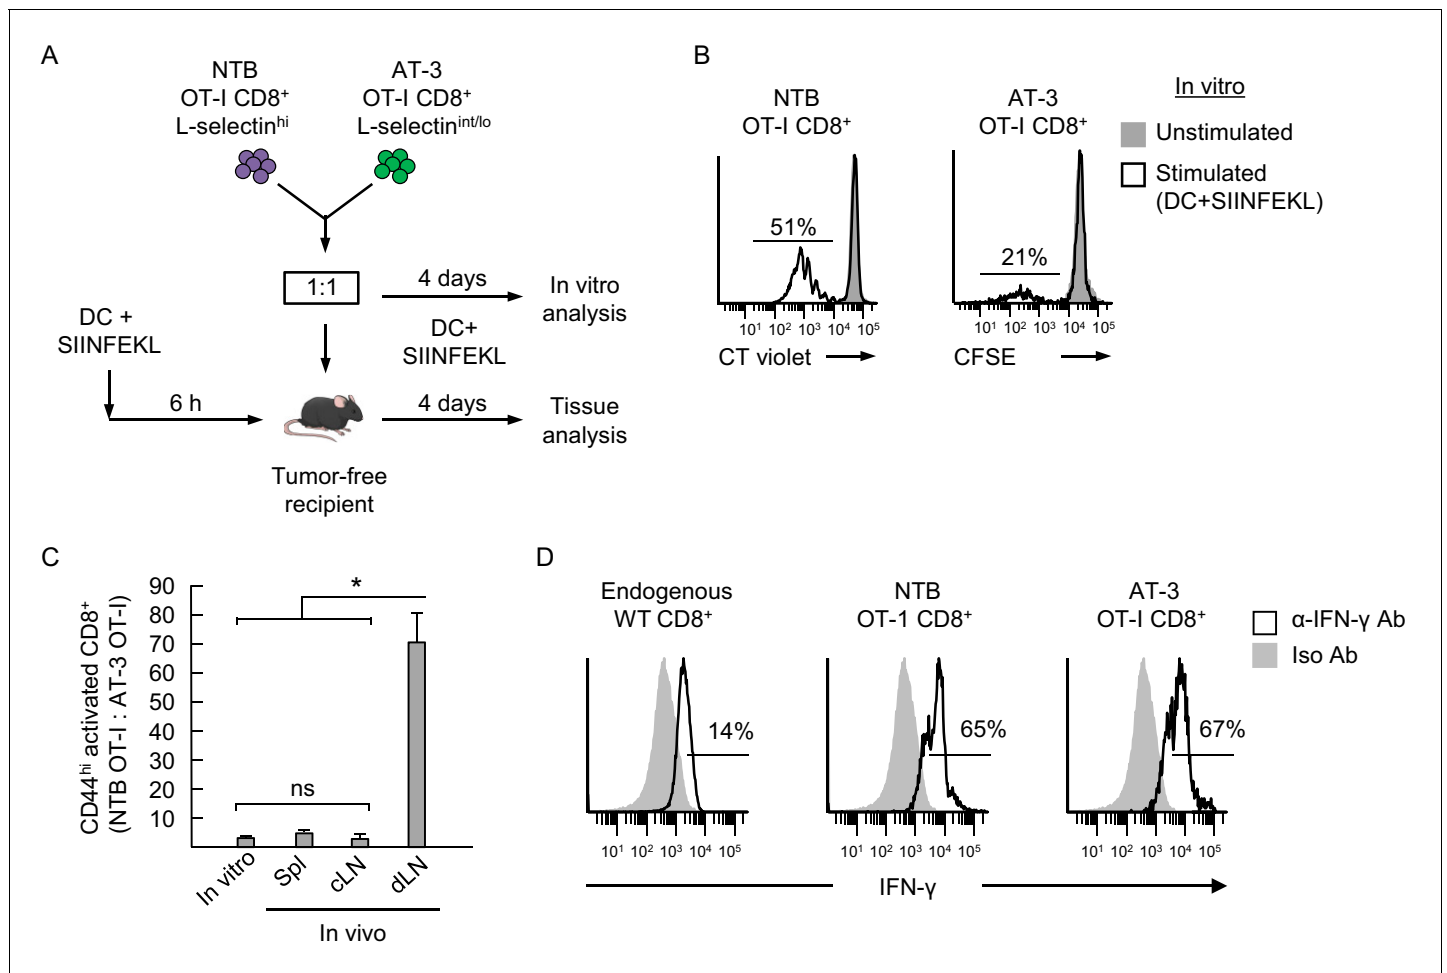 A
NTB
OT-I CD8⁺
L-selectinʰⁱ
AT-3
OT-I CD8⁺
L-selectinⁱⁿᵗ/ˡᵒ
1:1
4 days
In vitro
analysis
DC +
SIINFEKL
DC+
SIINFEKL
6 h
4 days
Tissue
analysis
Tumor-free
recipient
B
NTB
OT-I CD8⁺
51%
10¹ 10² 10³ 10⁴ 10⁵
CT violet
AT-3
OT-I CD8⁺
21%
10¹ 10² 10³ 10⁴ 10⁵
CFSE
In vitro
Unstimulated
Stimulated
(DC+SIINFEKL)
C
CD44ʰⁱ activated CD8⁺
(NTB OT-I : AT-3 OT-I)
90
80
70
60
50
40
30
20
10
*
ns
In vitro
Spl
cLN
dLN
In vivo
D
Endogenous
WT CD8⁺
14%
10¹ 10² 10³ 10⁴ 10⁵
NTB
OT-1 CD8⁺
65%
10¹ 10² 10³ 10⁴ 10⁵
AT-3
OT-I CD8⁺
67%
10¹ 10² 10³ 10⁴ 10⁵
IFN-γ
α-IFN-γ Ab
Iso Ab